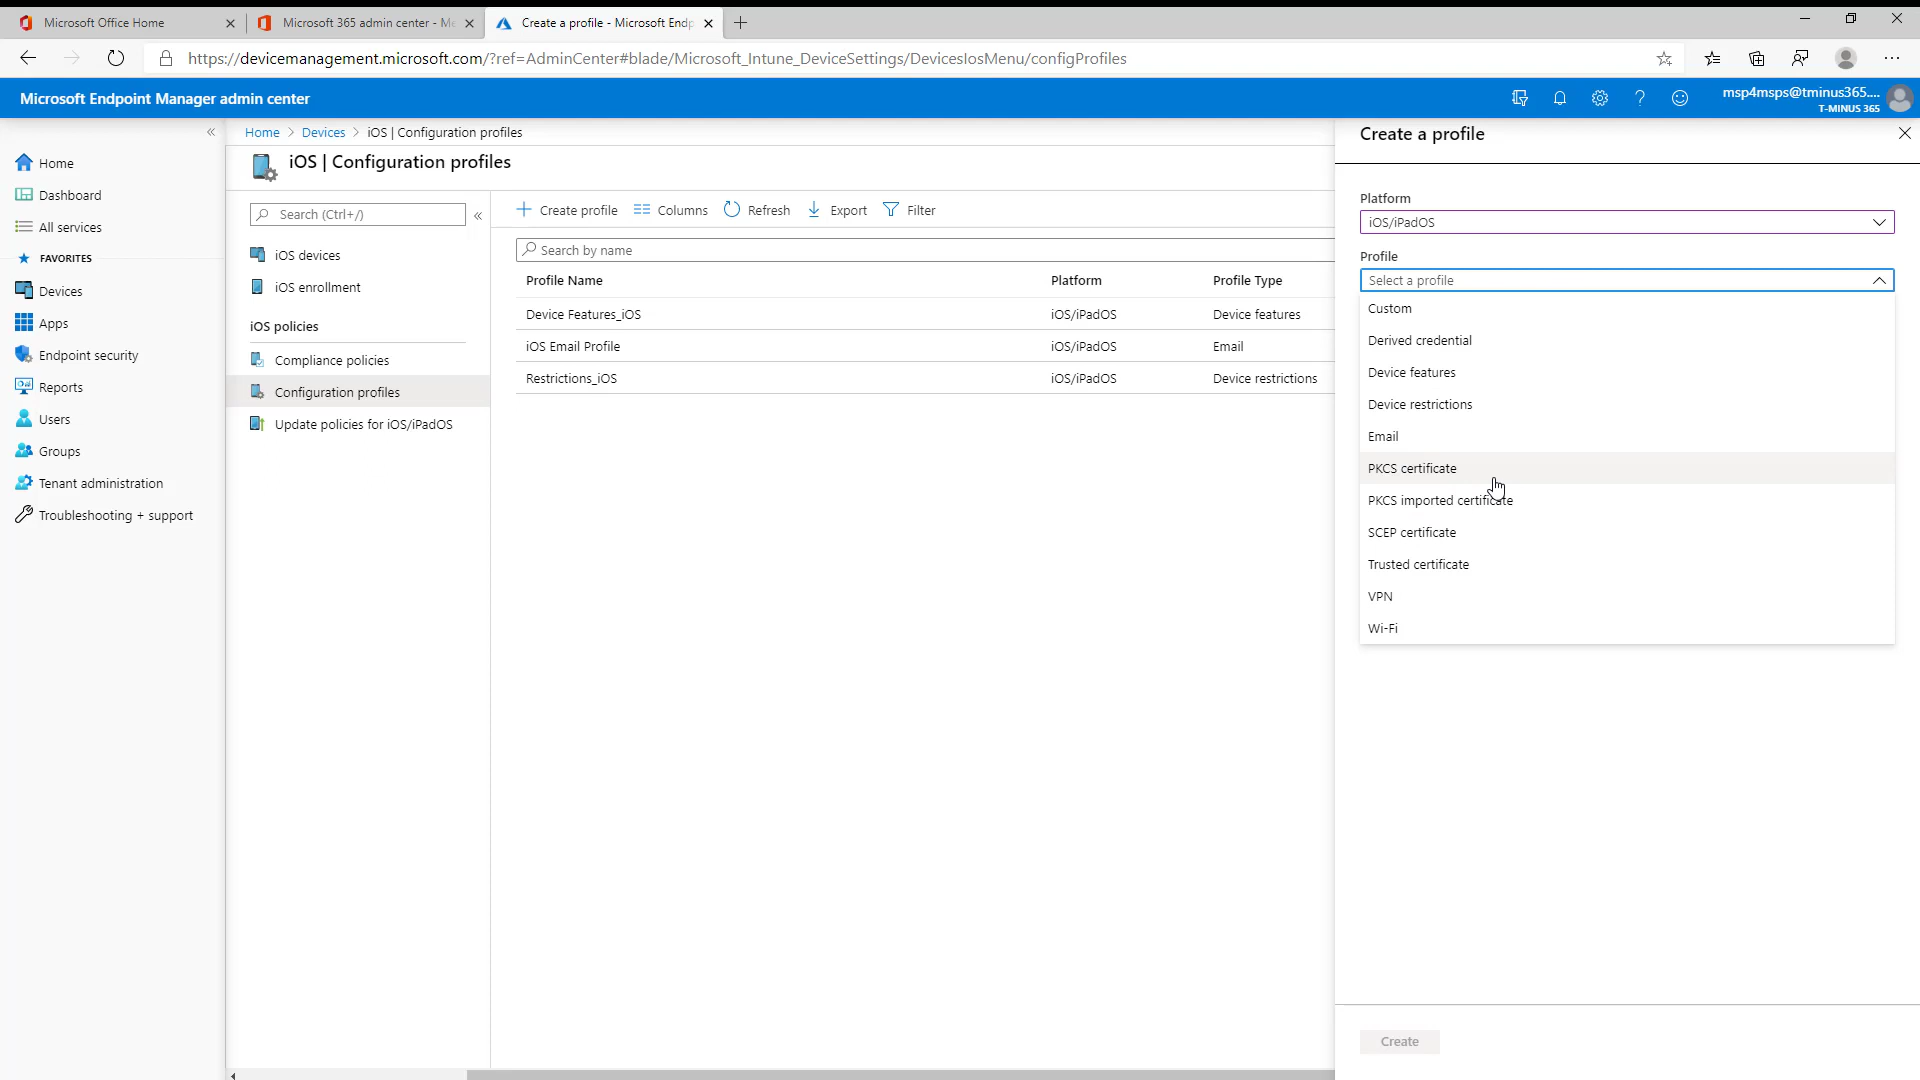 Microsoft Office Home
Microsoft 365 admin center - Me
Create a profile - Microsoft Endp
https://devicemanagement.microsoft.com/?ref=AdminCenter#blade/Microsoft_Intune_DeviceSettings/DevicesIosMenu/configProfiles
Microsoft Endpoint Manager admin center
msp4msps@tminus365....
T-MINUS 365
Home
Dashboard
All services
FAVORITES
Devices
Apps
Endpoint security
Reports
Users
Groups
Tenant administration
Troubleshooting + support
Home > Devices > iOS | Configuration profiles
iOS | Configuration profiles
Search (Ctrl+/)
iOS devices
iOS enrollment
iOS policies
Compliance policies
Configuration profiles
Update policies for iOS/iPadOS
Create profile Columns Refresh Export Filter
Search by name
Profile Name Platform Profile Type
Device Features_iOS iOS/iPadOS Device features
iOS Email Profile iOS/iPadOS Email
Restrictions_iOS iOS/iPadOS Device restrictions
Create a profile
Platform
iOS/iPadOS
Profile
Select a profile
Custom
Derived credential
Device features
Device restrictions
Email
PKCS certificate
PKCS imported certificate
SCEP certificate
Trusted certificate
VPN
Wi-Fi
Create